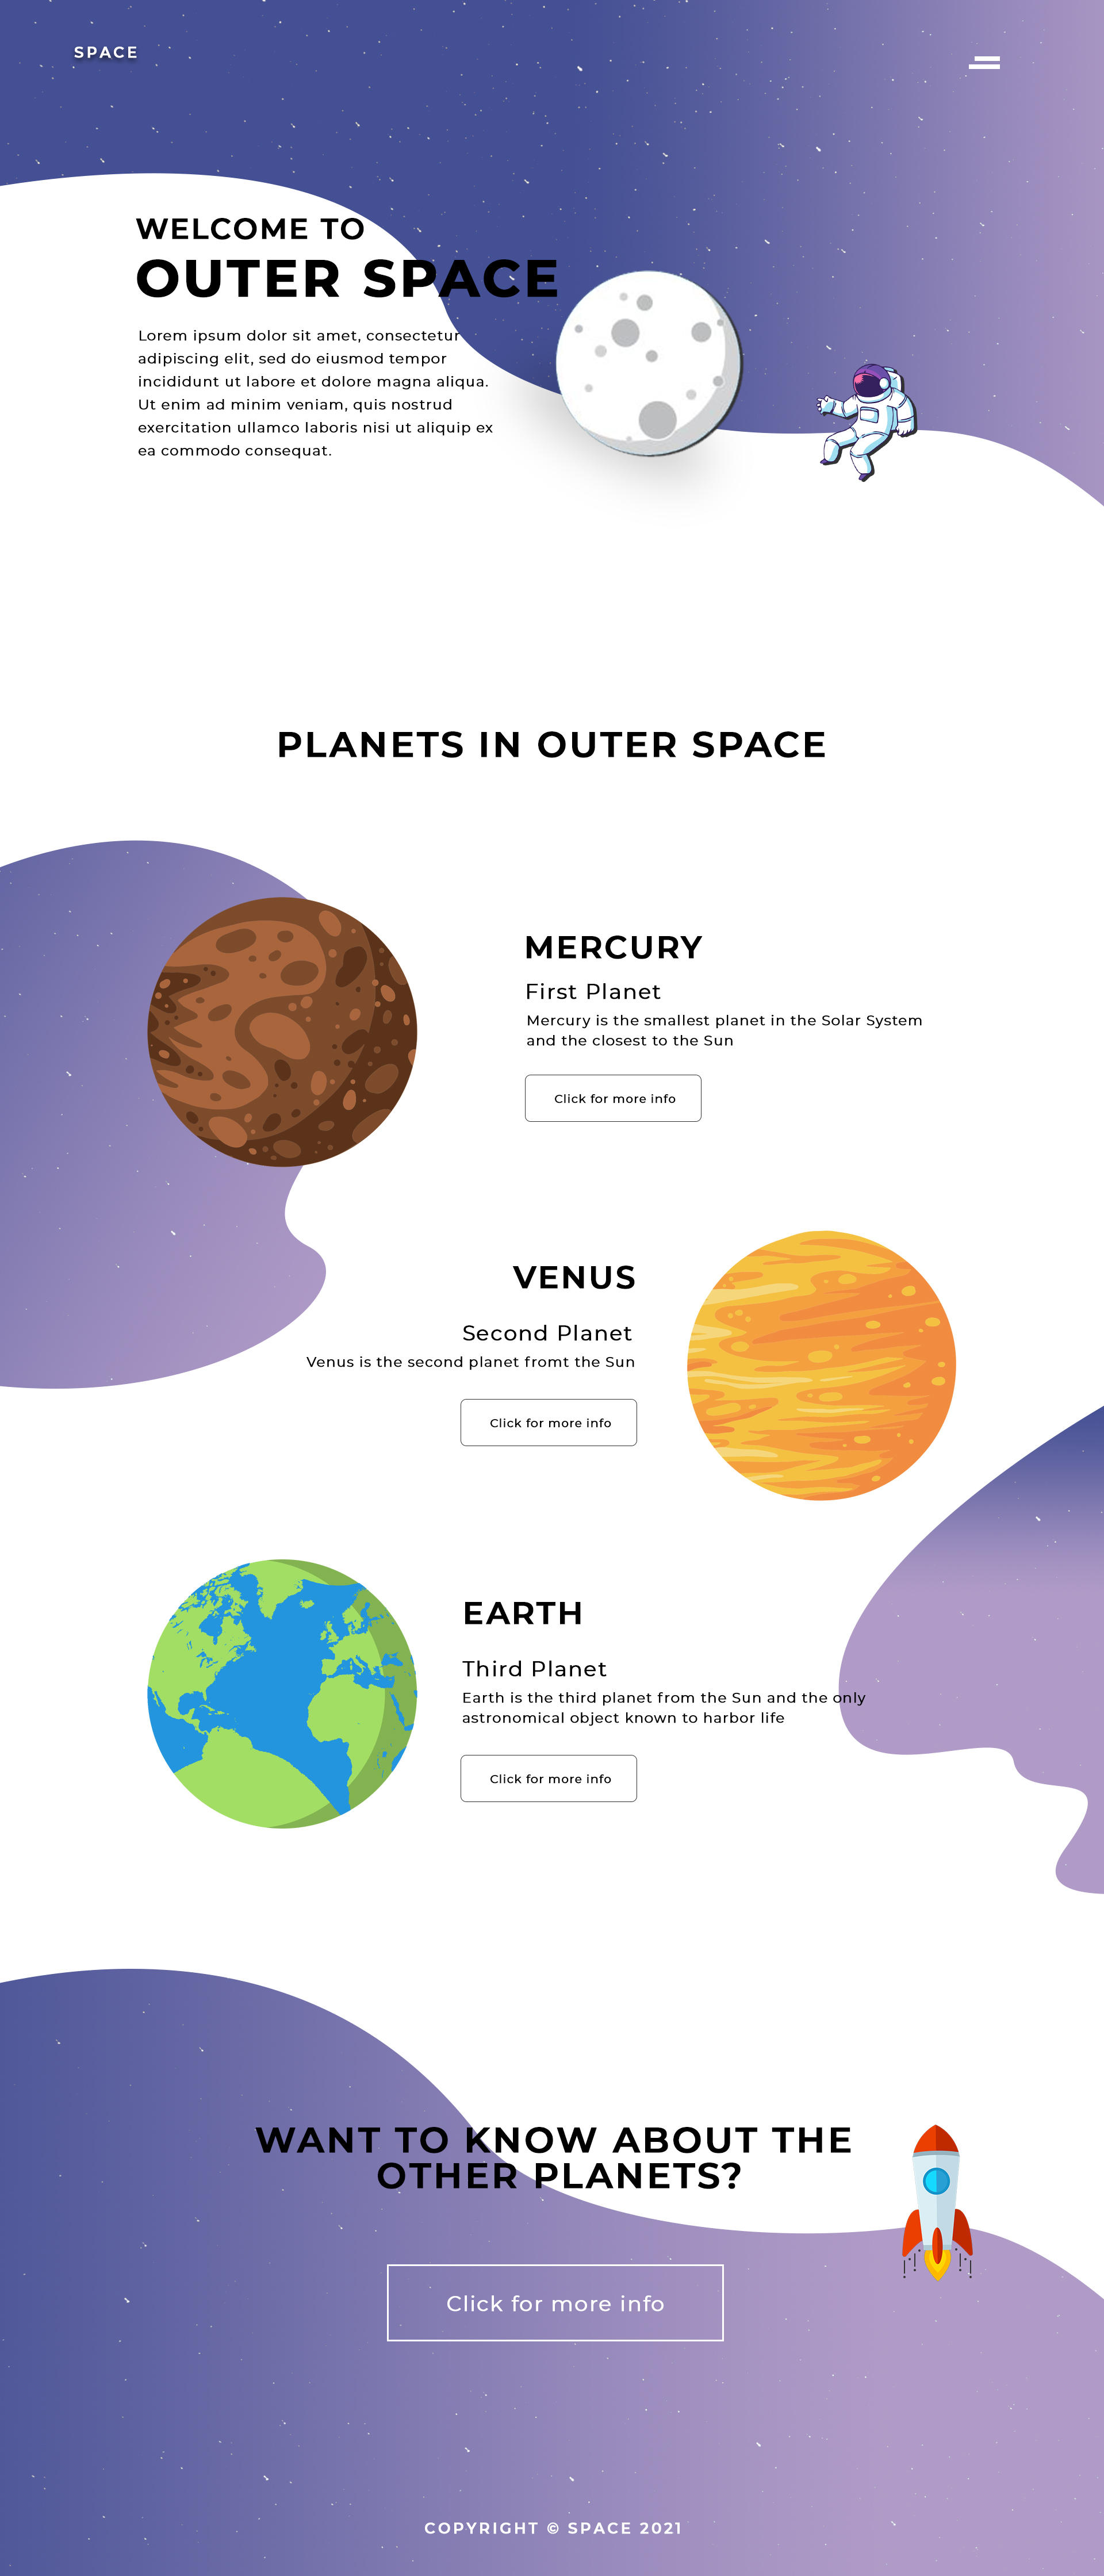 SPACE
WELCOME TO
OUTER SPACE
Lorem ipsum dolor sit amet, consectetur
adipiscing elit, sed do eiusmod tempor
incididunt ut labore et dolore magna aliqua.
Ut enim ad minim veniam, quis nostrud
exercitation ullamco laboris nisi ut aliquip ex
ea commodo consequat.
PLANETS IN OUTER SPACE
MERCURY
First Planet
Mercury is the smallest planet in the Solar System
and the closest to the Sun
Click for more info
VENUS
Second Planet
Venus is the second planet fromt the Sun
Click for more info
EARTH
Third Planet
Earth is the third planet from the Sun and the only
astronomical object known to harbor life
Click for more info
WANT TO KNOW ABOUT THE
OTHER PLANETS?
Click for more info
COPYRIGHT © SPACE 2021